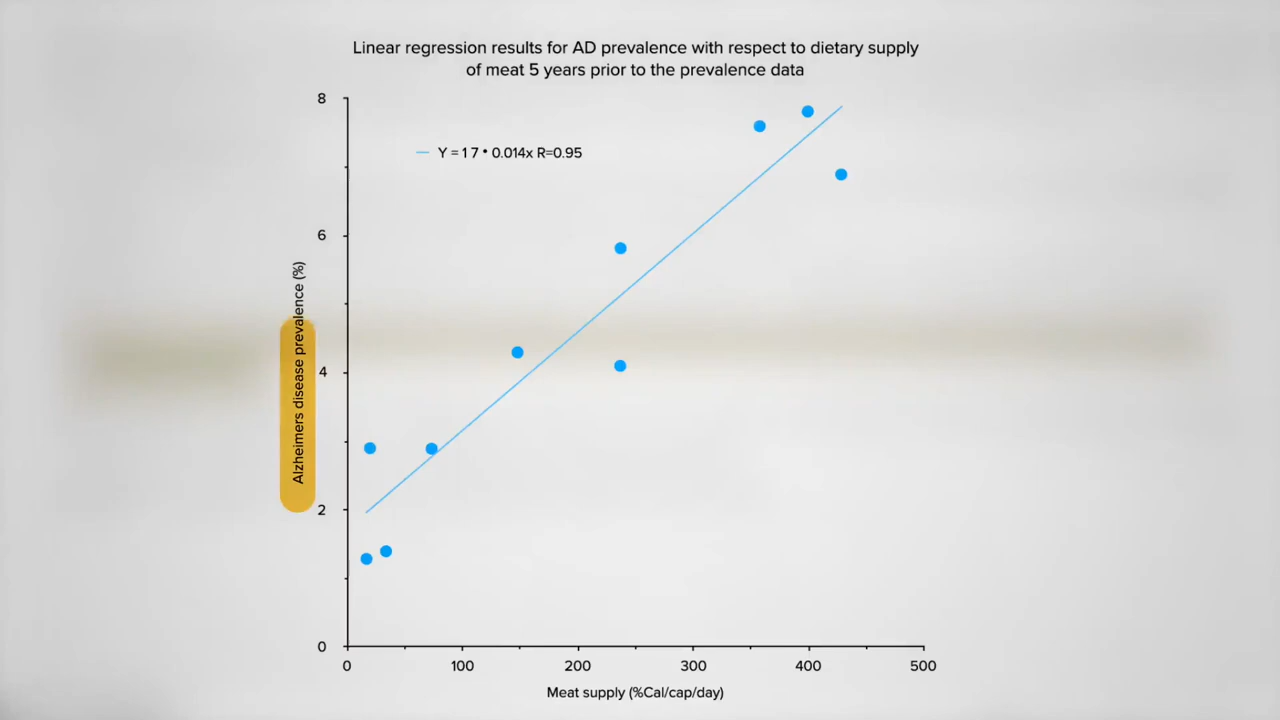 Linear regression results for AD prevalence with respect to dietary supply
of meat 5 years prior to the prevalence data
8
Y = 1 7 • 0.014x R=0.95
6
Alzheimers disease prevalence (%)
4
2
0
0 100 200 300 400 500
Meat supply (%Cal/cap/day)